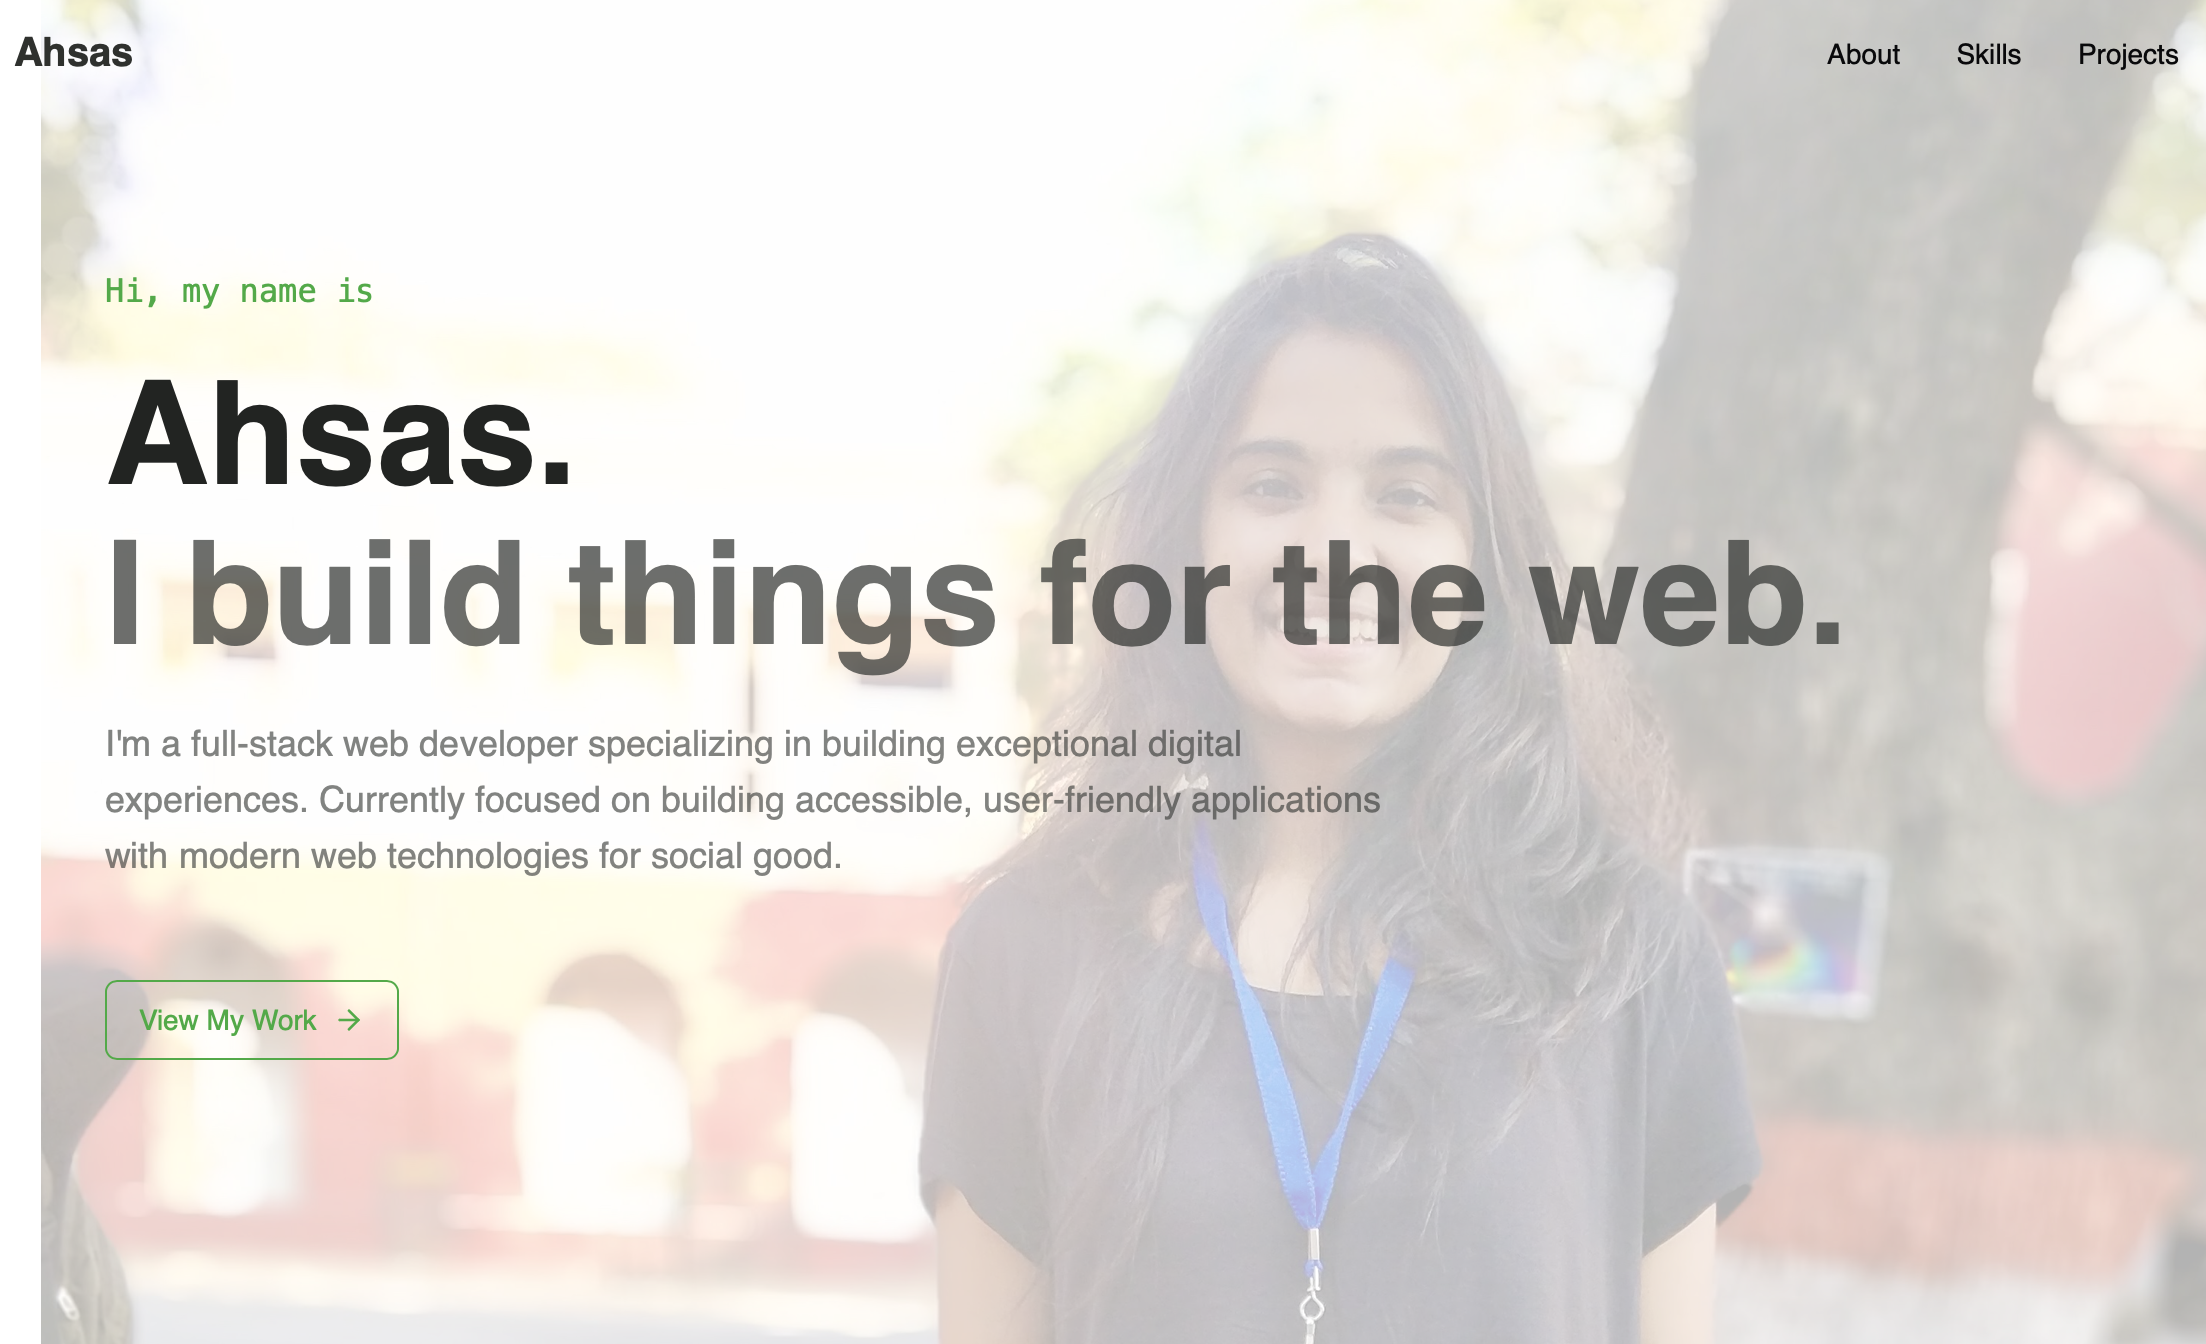 Ahsas
About Skills Projects
Hi, my name is
Ahsas.
I build things for the web.
I'm a full-stack web developer specializing in building exceptional digital
experiences. Currently focused on building accessible, user-friendly applications
with modern web technologies for social good.
View My Work →